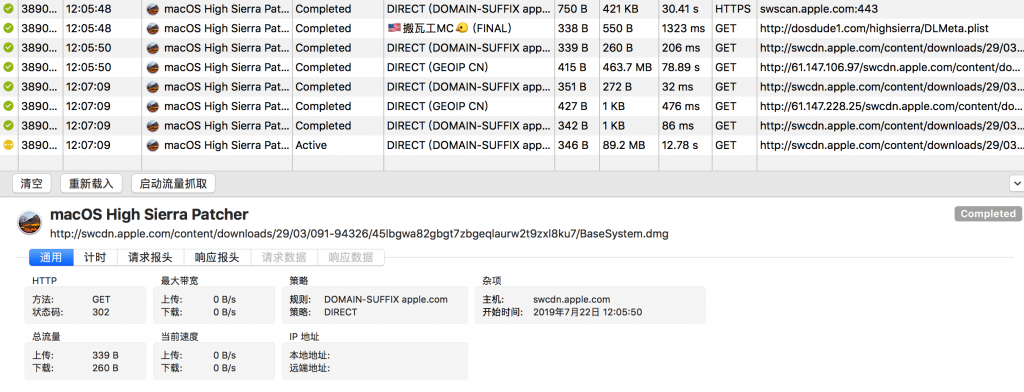 3890... 12:05:48 macOS High Sierra Pat... Completed DIRECT (DOMAIN-SUFFIX app... 750 B 421 KB 30.41 s HTTPS swscan.apple.com:443
3890... 12:05:48 macOS High Sierra Pat... Completed 🇺🇸搬瓦工MC (FINAL) 338 B 550 B 1323 ms GET http://dosdude1.com/highsierra/DLMeta.plist
3890... 12:05:50 macOS High Sierra Pat... Completed DIRECT (DOMAIN-SUFFIX app... 339 B 260 B 206 ms GET http://swcdn.apple.com/content/downloads/29/03...
3890... 12:05:50 macOS High Sierra Pat... Completed DIRECT (GEOIP CN) 415 B 463.7 MB 78.89 s GET http://61.147.106.97/swcdn.apple.com/content/do...
3890... 12:07:09 macOS High Sierra Pat... Completed DIRECT (DOMAIN-SUFFIX app... 351 B 272 B 32 ms GET http://swcdn.apple.com/content/downloads/29/03...
3890... 12:07:09 macOS High Sierra Pat... Completed DIRECT (GEOIP CN) 427 B 1 KB 476 ms GET http://61.147.228.25/swcdn.apple.com/content/do...
3890... 12:07:09 macOS High Sierra Pat... Completed DIRECT (DOMAIN-SUFFIX app... 342 B 1 KB 86 ms GET http://swcdn.apple.com/content/downloads/29/03...
3890... 12:07:09 macOS High Sierra Pat... Active DIRECT (DOMAIN-SUFFIX app... 346 B 89.2 MB 12.78 s GET http://swcdn.apple.com/content/downloads/29/03...
清空 重新载入 启动流量抓取
macOS High Sierra Patcher Completed
http://swcdn.apple.com/content/downloads/29/03/091-94326/45lbgwa82gbgt7zbgeqlaurw2t9zxl8ku7/BaseSystem.dmg
通用 计时 请求报头 响应报头 请求数据 响应数据
HTTP 最大带宽 策略 杂项
方法: GET 上传: 0 B/s 规则: DOMAIN-SUFFIX apple.com 主机: swcdn.apple.com
状态码: 302 下载: 0 B/s 策略: DIRECT 开始时间: 2019年7月22日 12:05:50
总流量 当前速度 IP 地址
上传: 339 B 上传: 0 B/s 本地地址:
下载: 260 B 下载: 0 B/s 远端地址: